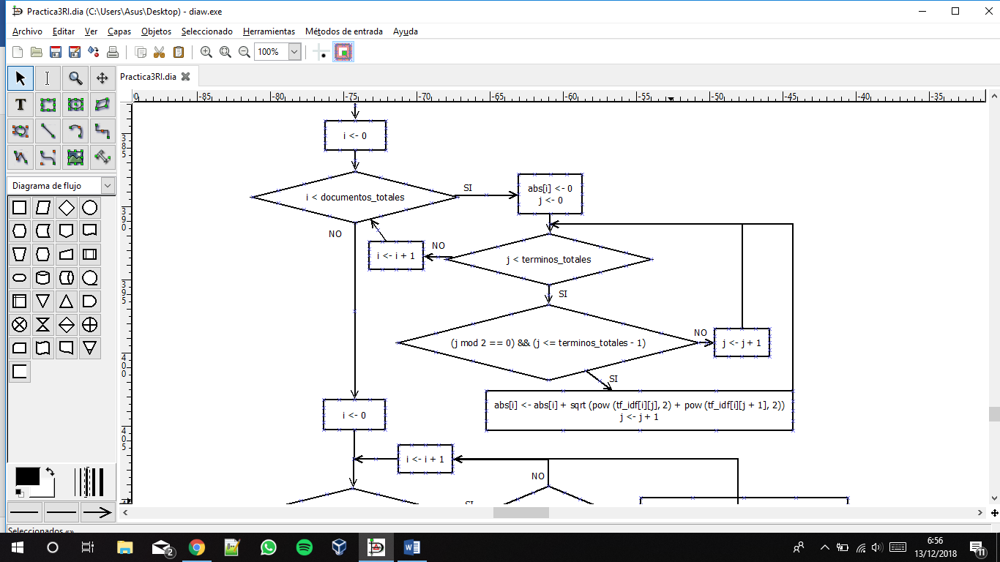 Practica3RI.dia (C:\Users\Asus\Desktop) - diaw.exe
Archivo Editar Ver Capas Objetos Seleccionado Herramientas Métodos de entrada Ayuda
100%
Practica3RI.dia
-85 -80 -75 -70 -65 -60 -55 -50 -45 -40 -35
385
390
395
400
405
T
Diagrama de flujo
i <- 0
i < documentos_totales
SI
abs[i] <- 0
j <- 0
NO
i <- i + 1
NO
j < terminos_totales
SI
(j mod 2 == 0) && (j <= terminos_totales - 1)
NO
j <- j + 1
SI
abs[i] <- abs[i] + sqrt (pow (tf_idf[i][j], 2) + pow (tf_idf[i][j + 1], 2))
j <- j + 1
i <- 0
i <- i + 1
NO
SI
Seleccionados «»
2
W
6:56
13/12/2018
11